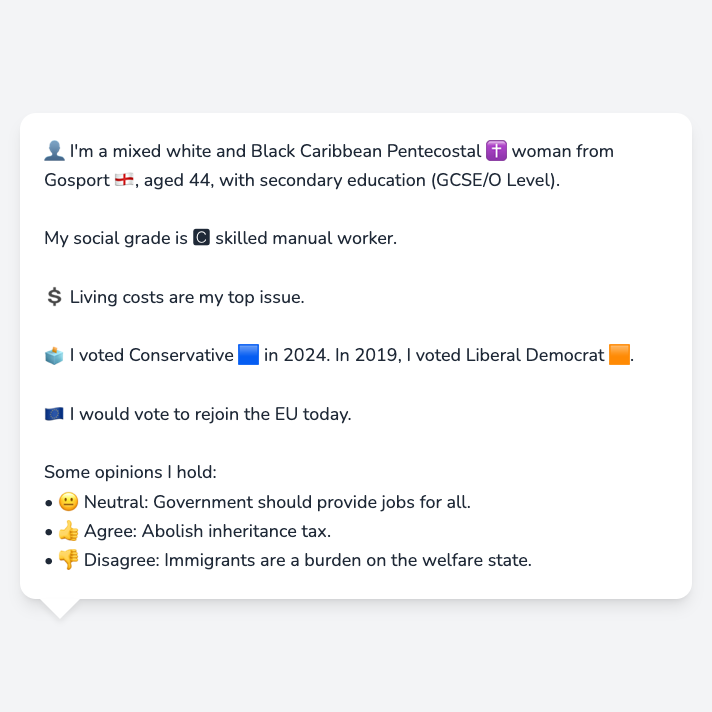 👤 I'm a mixed white and Black Caribbean Pentecostal ✝️ woman from
Gosport 🏴󠁧󠁢󠁥󠁮󠁧󠁿, aged 44, with secondary education (GCSE/O Level).
My social grade is 🅲 skilled manual worker.
💲 Living costs are my top issue.
🗳️ I voted Conservative 🟦 in 2024. In 2019, I voted Liberal Democrat 🟧.
🇪🇺 I would vote to rejoin the EU today.
Some opinions I hold:
• 😐 Neutral: Government should provide jobs for all.
• 👍 Agree: Abolish inheritance tax.
• 👎 Disagree: Immigrants are a burden on the welfare state.